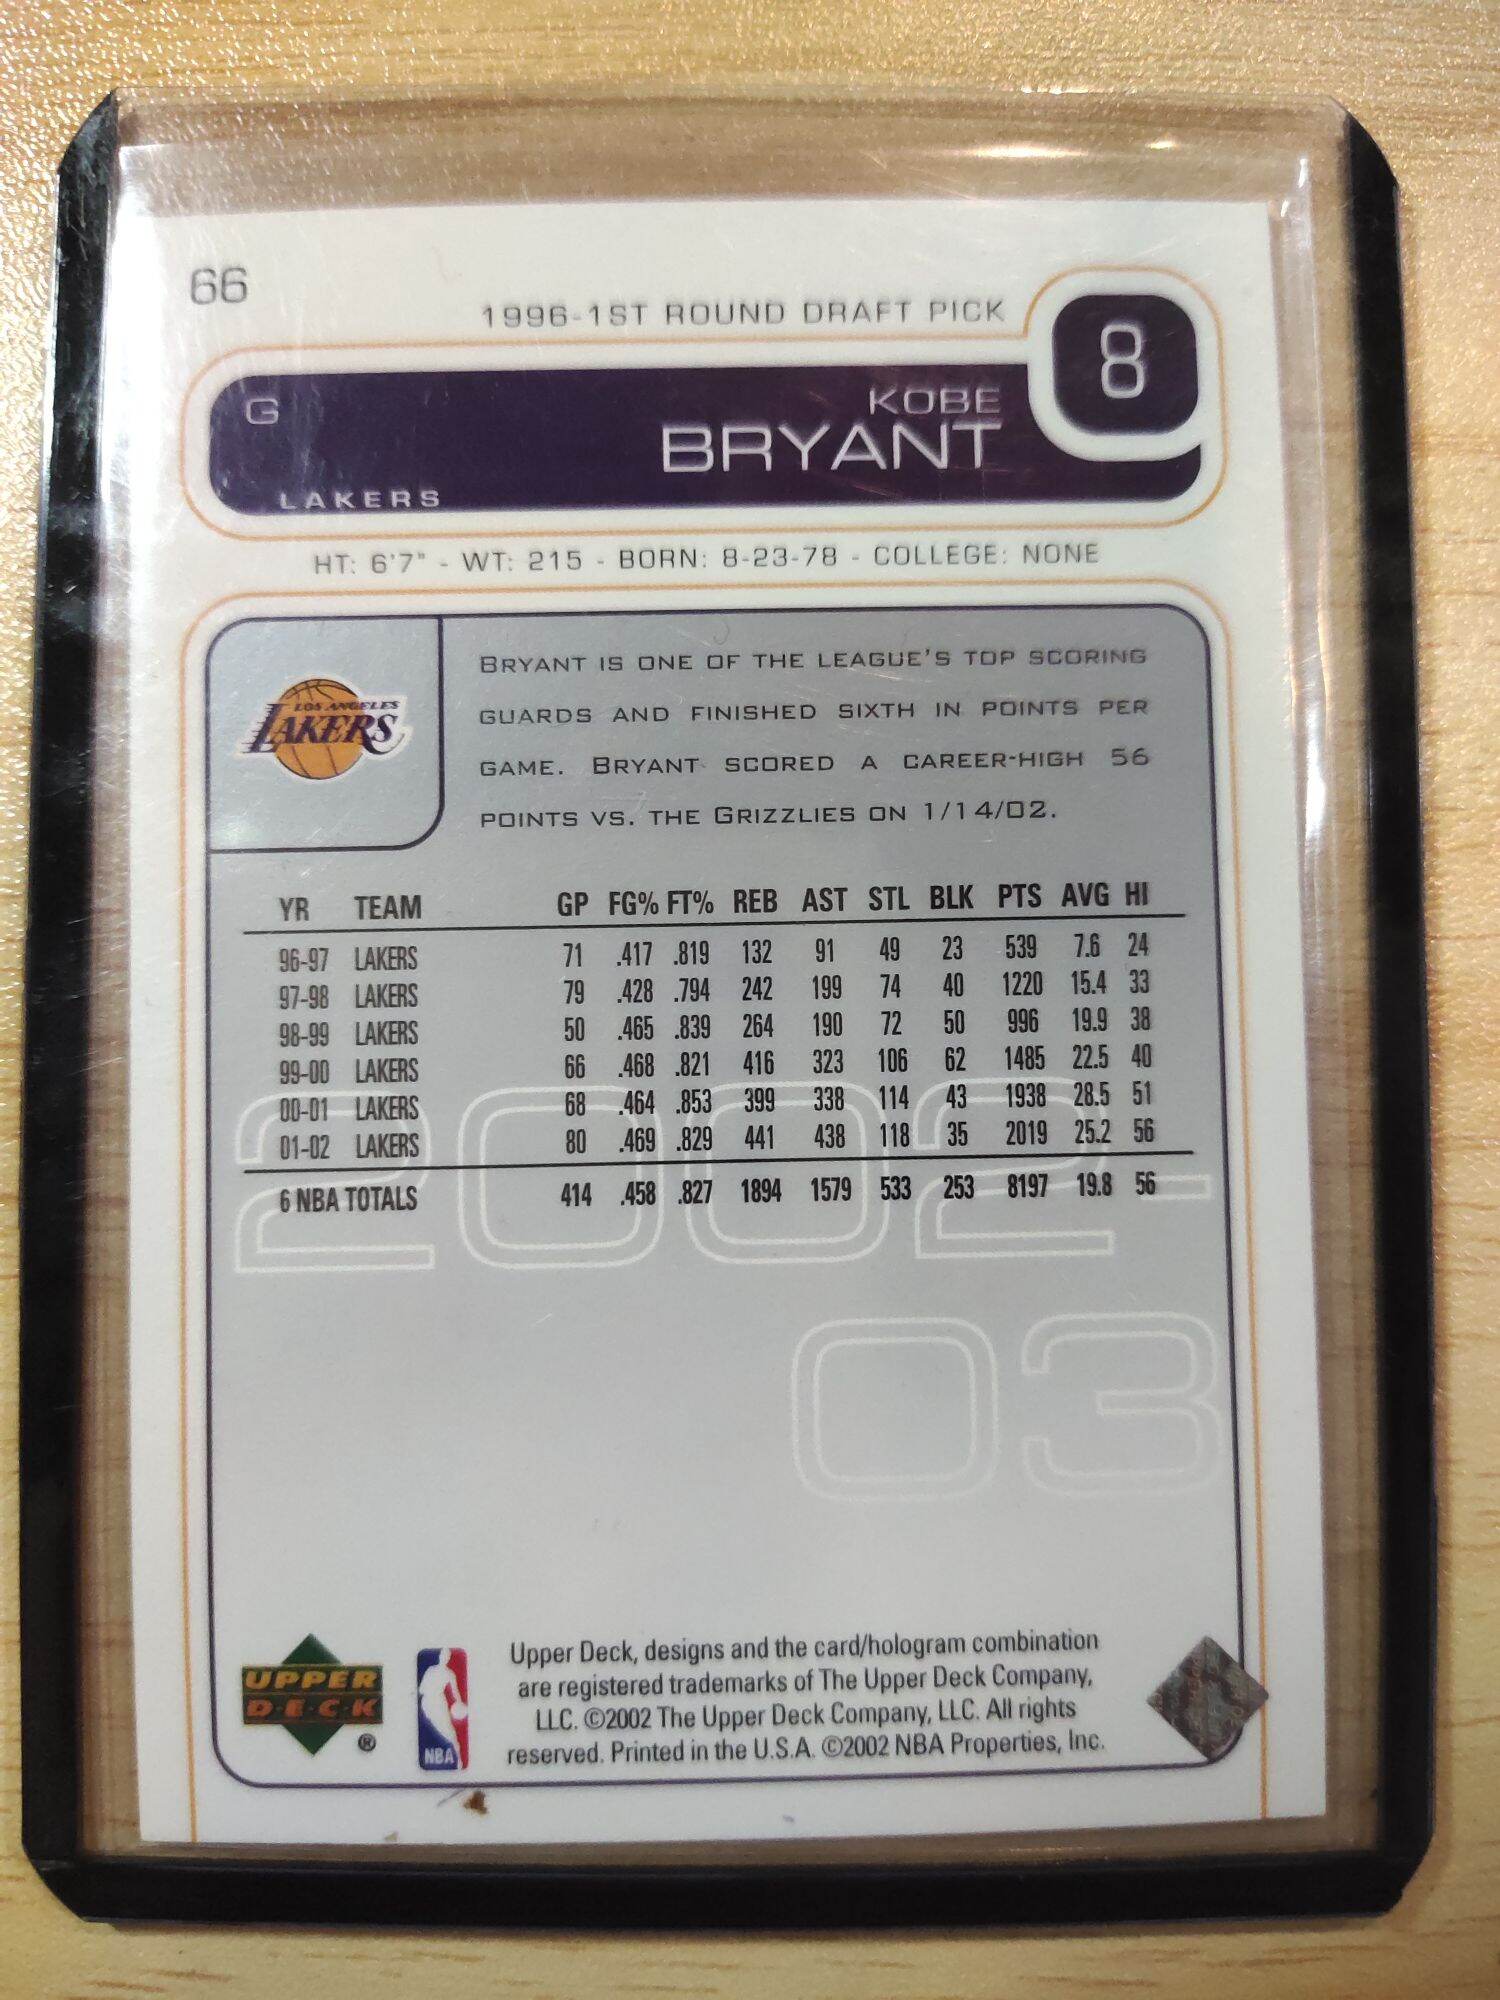 66
1996-1ST ROUND DRAFT PICK
8
G
KOBE
BRYANT
LAKERS
HT: 6'7" - WT: 215 - BORN: 8-23-78 - COLLEGE: NONE
LOS ANGELES
LAKERS
BRYANT IS ONE OF THE LEAGUE'S TOP SCORING
GUARDS AND FINISHED SIXTH IN POINTS PER
GAME. BRYANT SCORED A CAREER-HIGH 56
POINTS VS. THE GRIZZLIES ON 1/14/02.
YR TEAM GP FG% FT% REB AST STL BLK PTS AVG HI
96-97 LAKERS 71 .417 .819 132 91 49 23 539 7.6 24
97-98 LAKERS 79 .428 .794 242 199 74 40 1220 15.4 33
98-99 LAKERS 50 .465 .839 264 190 72 50 996 19.9 38
99-00 LAKERS 66 .468 .821 416 323 106 62 1485 22.5 40
00-01 LAKERS 68 .464 .853 399 338 114 43 1938 28.5 51
01-02 LAKERS 80 .469 .829 441 438 118 35 2019 25.2 56
6 NBA TOTALS 414 .458 .827 1894 1579 533 253 8197 19.8 56
2002-
03
UPPER
D·E·C·K
®
NBA
Upper Deck, designs and the card/hologram combination
are registered trademarks of The Upper Deck Company,
LLC. ©2002 The Upper Deck Company, LLC. All rights
reserved. Printed in the U.S.A. ©2002 NBA Properties, Inc.